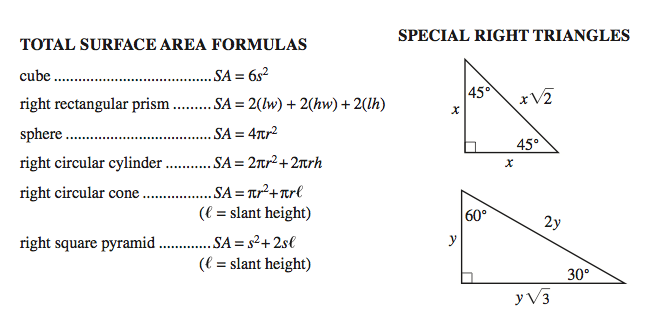 TOTAL SURFACE AREA FORMULAS
cube .................................... SA = 6s²
right rectangular prism ......... SA = 2(lw) + 2(hw) + 2(lh)
sphere ................................. SA = 4πr²
right circular cylinder ........... SA = 2πr² + 2πrh
right circular cone ................ SA = πr² + πrℓ
(ℓ = slant height)
right square pyramid ............ SA = s² + 2sℓ
(ℓ = slant height)
SPECIAL RIGHT TRIANGLES
45°
x√2
x
45°
x
60°
2y
y
30°
y√3